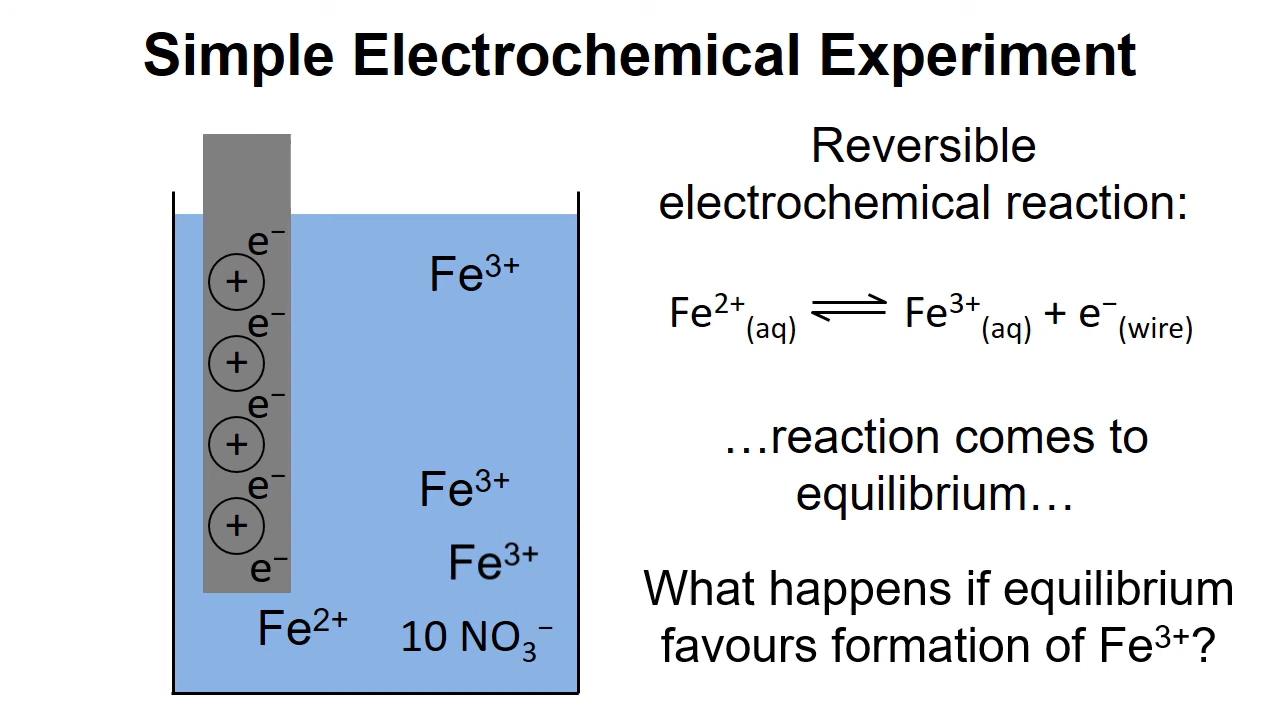 Simple Electrochemical Experiment
e⁻
+
e⁻
+
e⁻
+
e⁻
+
e⁻
Fe³⁺
Fe³⁺
Fe³⁺
Fe²⁺
10 NO₃⁻
Reversible
electrochemical reaction:
Fe²⁺(aq) ⇌ Fe³⁺(aq) + e⁻(wire)
…reaction comes to
equilibrium…
What happens if equilibrium
favours formation of Fe³⁺?